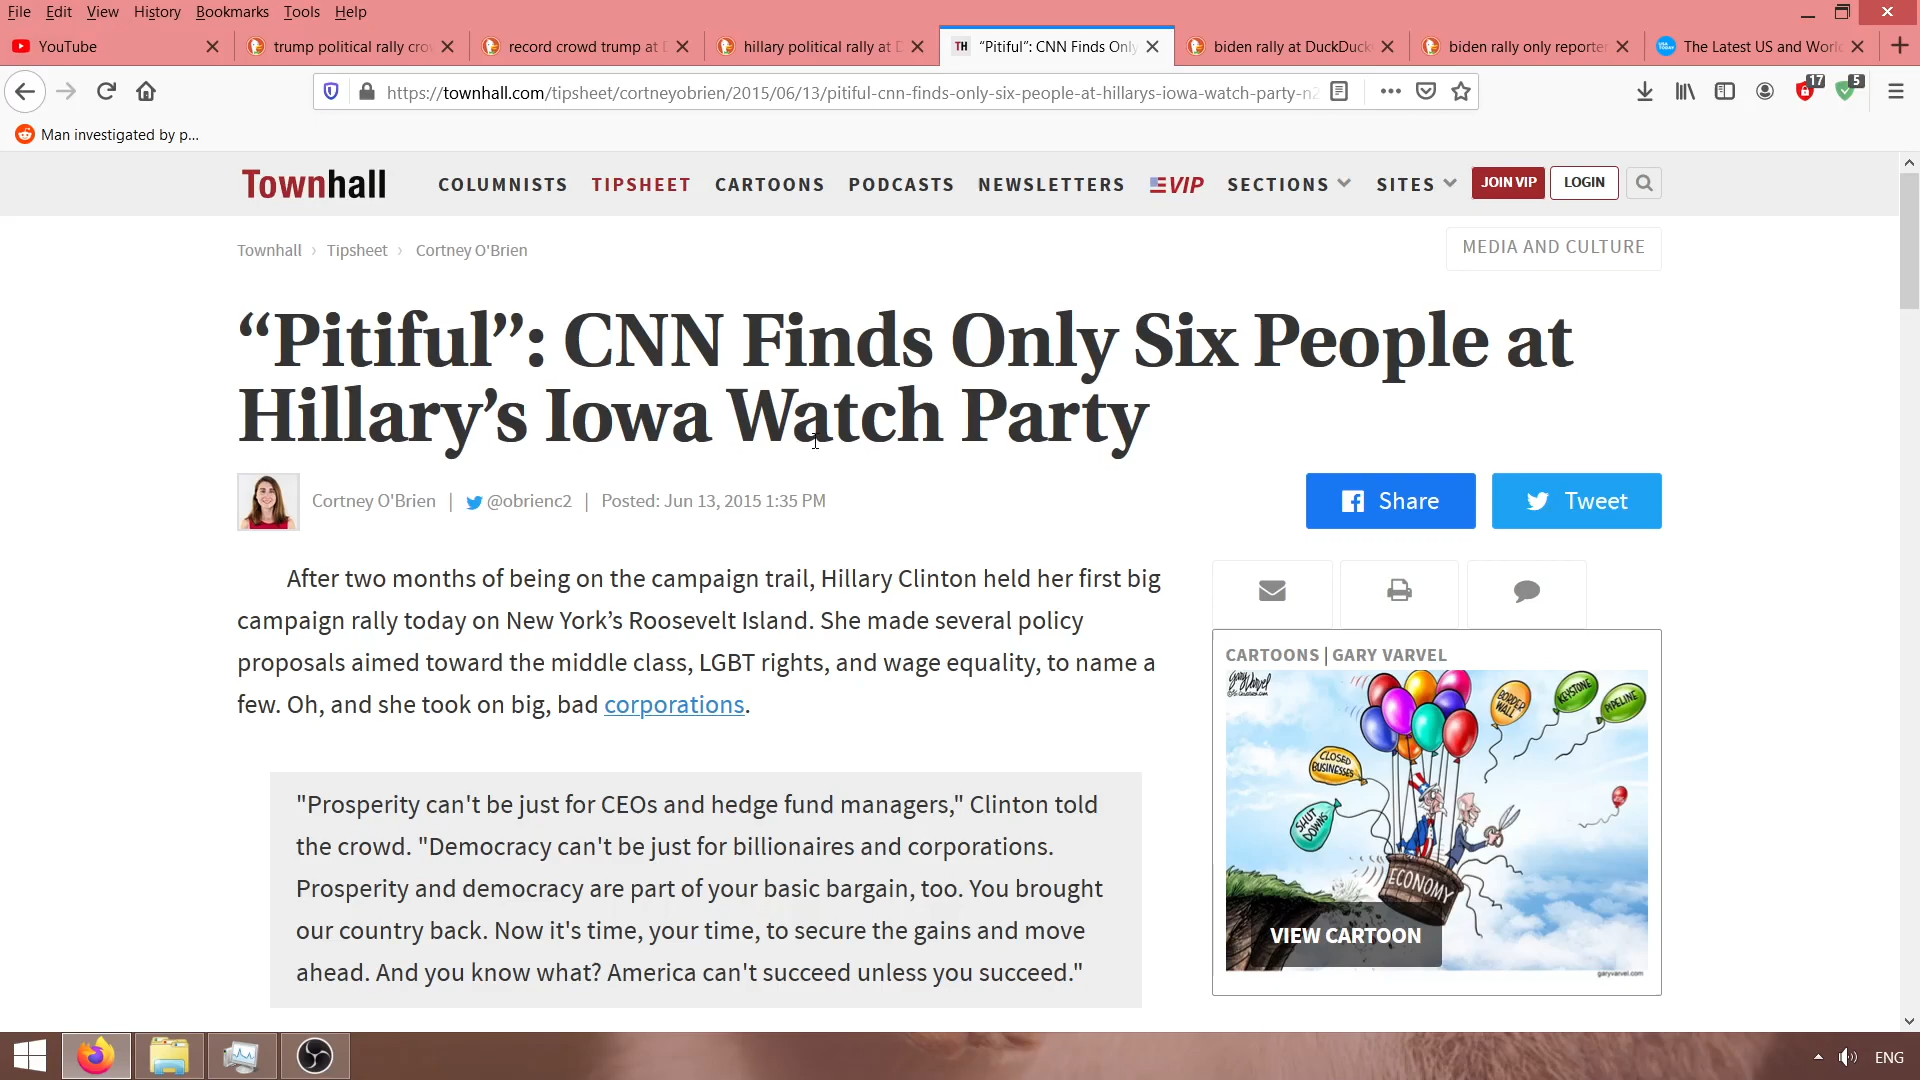 File Edit View History Bookmarks Tools Help
YouTube
trump political rally cro
record crowd trump at
hillary political rally at
TH "Pitiful”: CNN Finds Only
biden rally at DuckDuck
biden rally only reporte
The Latest US and Worl
https://townhall.com/tipsheet/cortneyobrien/2015/06/13/pitiful-cnn-finds-only-six-people-at-hillarys-iowa-watch-party-n2
17
5
Man investigated by p...
Townhall
COLUMNISTS TIPSHEET CARTOONS PODCASTS NEWSLETTERS VIP SECTIONS SITES JOIN VIP LOGIN
Townhall › Tipsheet › Cortney O'Brien
MEDIA AND CULTURE
“Pitiful”: CNN Finds Only Six People at
Hillary’s Iowa Watch Party
Cortney O'Brien | @obrienc2 | Posted: Jun 13, 2015 1:35 PM
Share
Tweet
After two months of being on the campaign trail, Hillary Clinton held her first big
campaign rally today on New York’s Roosevelt Island. She made several policy
proposals aimed toward the middle class, LGBT rights, and wage equality, to name a
few. Oh, and she took on big, bad corporations.
"Prosperity can't be just for CEOs and hedge fund managers," Clinton told
the crowd. "Democracy can't be just for billionaires and corporations.
Prosperity and democracy are part of your basic bargain, too. You brought
our country back. Now it's time, your time, to secure the gains and move
ahead. And you know what? America can't succeed unless you succeed."
CARTOONS | GARY VARVEL
BORDER
WALL
KEYSTONE
PIPELINE
CLOSED
BUSINESSES
SHUT
DOWNS
ECONOMY
VIEW CARTOON
garyvarvel.com
ENG